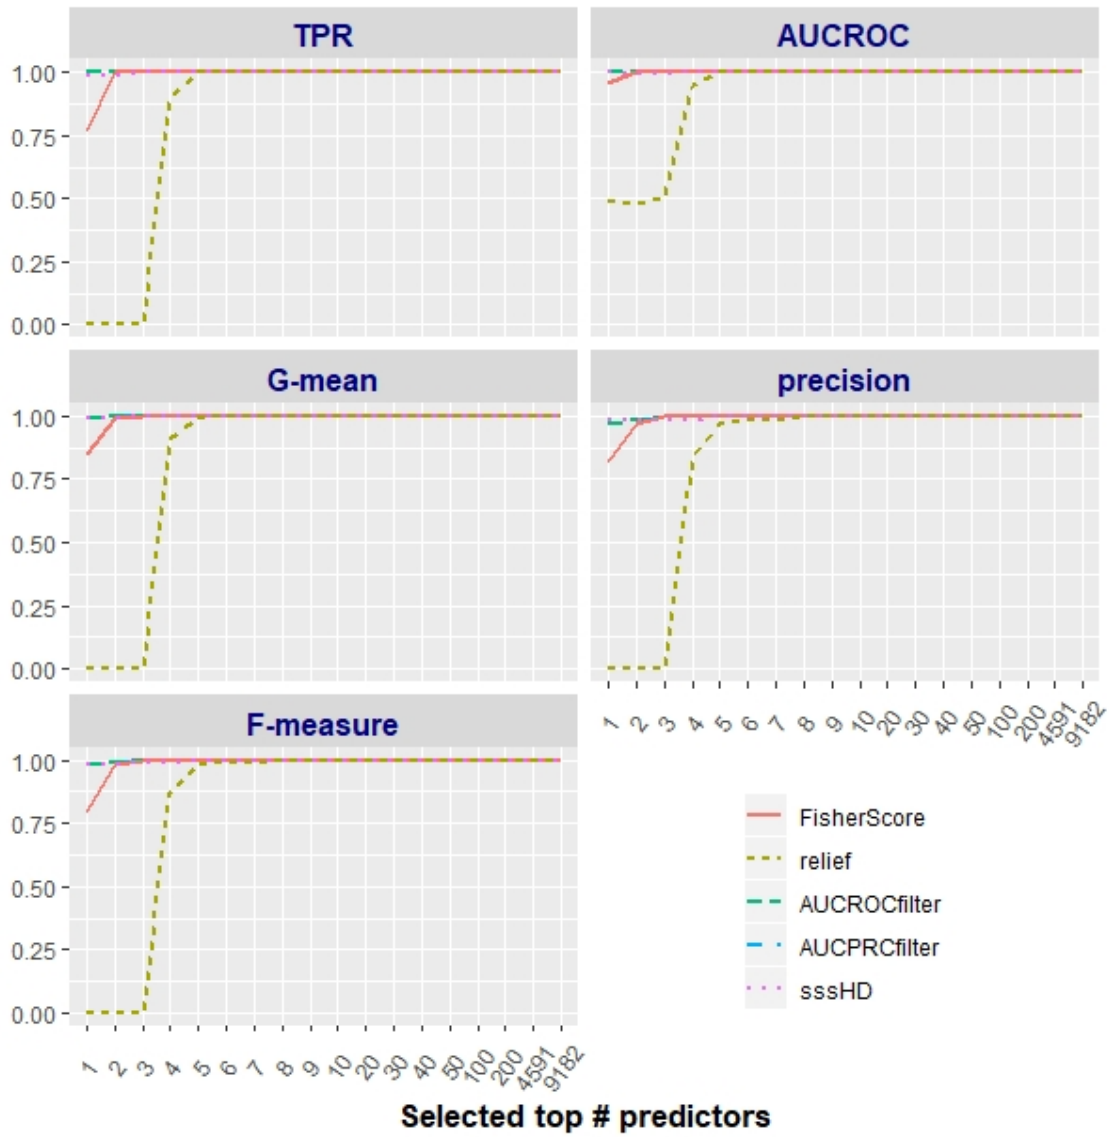 TPR
AUCROC
1.00
0.75
0.50
0.25
0.00
G-mean
precision
1.00
0.75
0.50
0.25
0.00
1 2 3 4 5 6 7 8 9 10 20 30 40 50 100 200 4591 9182
F-measure
1.00
0.75
0.50
0.25
0.00
1 2 3 4 5 6 7 8 9 10 20 30 40 50 100 200 4591 9182
FisherScore
relief
AUCROCfilter
AUCPRCfilter
sssHD
Selected top # predictors